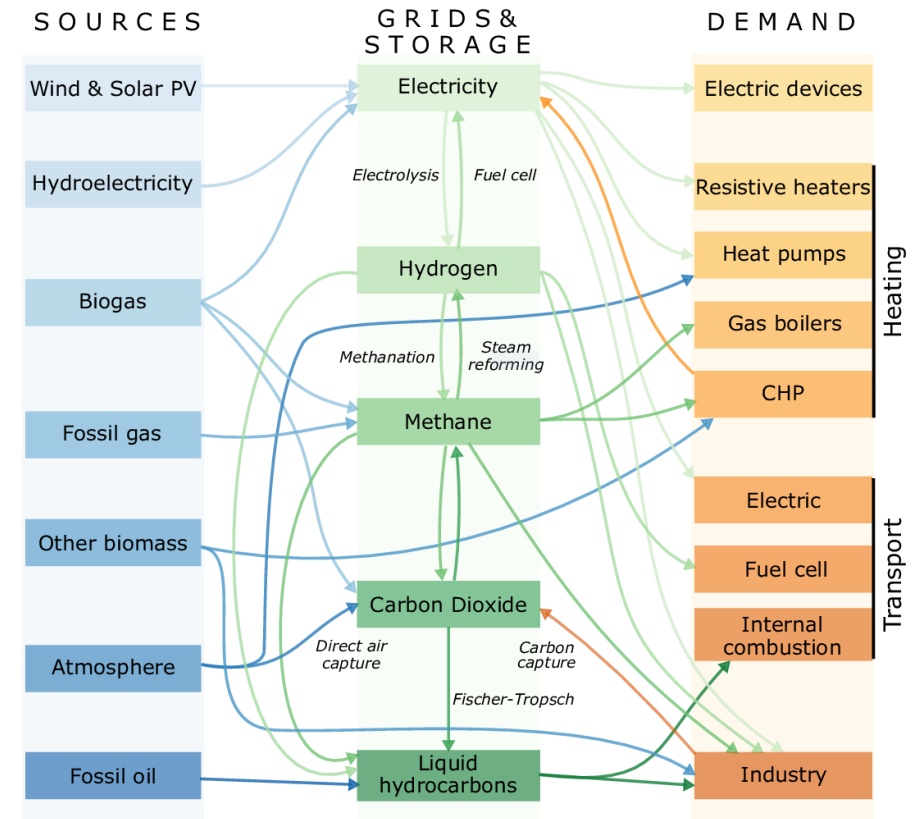 SOURCES
GRIDS&
STORAGE
DEMAND
Wind & Solar PV
Hydroelectricity
Biogas
Fossil gas
Other biomass
Atmosphere
Fossil oil
Electricity
Electrolysis
Fuel cell
Hydrogen
Methanation
Steam
reforming
Methane
Carbon Dioxide
Direct air
capture
Carbon
capture
Fischer-Tropsch
Liquid
hydrocarbons
Electric devices
Resistive heaters
Heat pumps
Gas boilers
CHP
Heating
Electric
Fuel cell
Internal
combustion
Transport
Industry